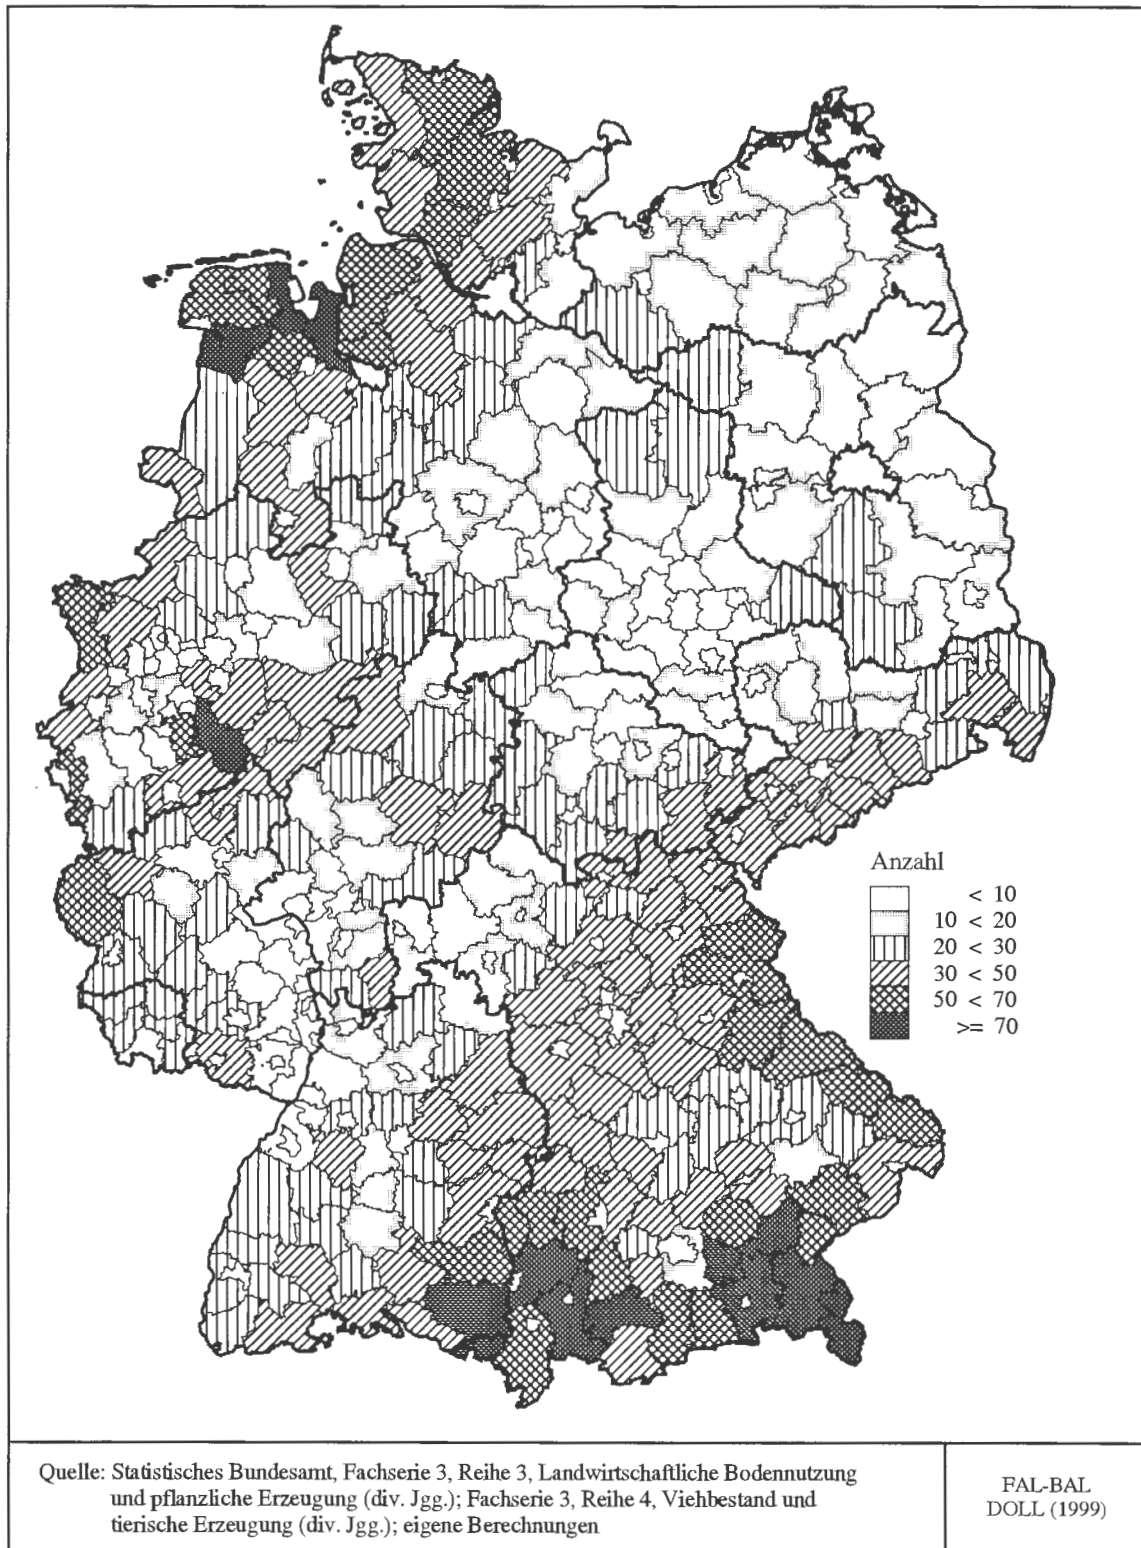 Anzahl
< 10
10 < 20
20 < 30
30 < 50
50 < 70
>= 70
Quelle: Statistisches Bundesamt, Fachserie 3, Reihe 3, Landwirtschaftliche Bodennutzung
und pflanzliche Erzeugung (div. Jgg.); Fachserie 3, Reihe 4, Viehbestand und
tierische Erzeugung (div. Jgg.); eigene Berechnungen
FAL-BAL
DOLL (1999)